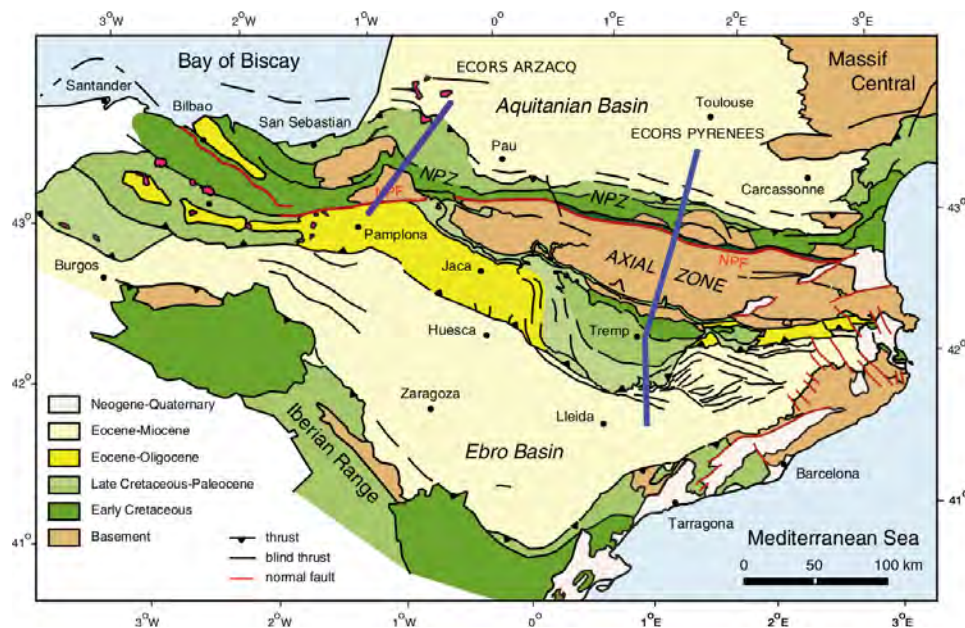 3°W 2°W 1°W 0° 1°E 2°E 3°E
Bay of Biscay
ECORS ARZACQ
Massif
Central
Santander
Aquitanian Basin
Bilbao
Toulouse
San Sebastian
ECORS PYRENEES
Pau
NPZ
Carcassonne
NPF
NPZ
43° 43°
Pamplona
NPF
AXIAL ZONE
Burgos
Jaca
Huesca
Tremp
42° 42°
Zaragoza
Lleida
Neogene-Quaternary
Eocene-Miocene
Eocene-Oligocene
Late Cretaceous-Paleocene
Early Cretaceous
Basement
Iberian Range
Ebro Basin
Barcelona
41°
Tarragona
thrust
blind thrust
normal fault
41°
Mediterranean Sea
0 50 100 km
3°W 2°W 1°W 0° 1°E 2°E 3°E